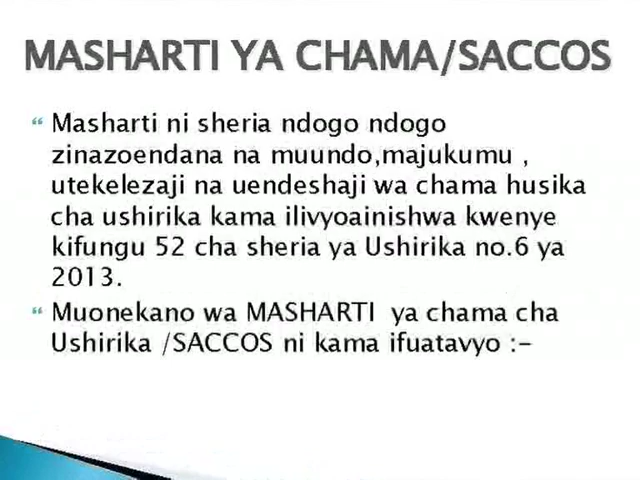 MASHARTI YA CHAMA/SACCOS
Masharti ni sheria ndogo ndogo
zinazoendana na muundo,majukumu ,
utekelezaji na uendeshaji wa chama husika
cha ushirika kama ilivyoainishwa kwenye
kifungu 52 cha sheria ya Ushirika no.6 ya
2013.
Muonekano wa MASHARTI ya chama cha
Ushirika /SACCOS ni kama ifuatavyo :-